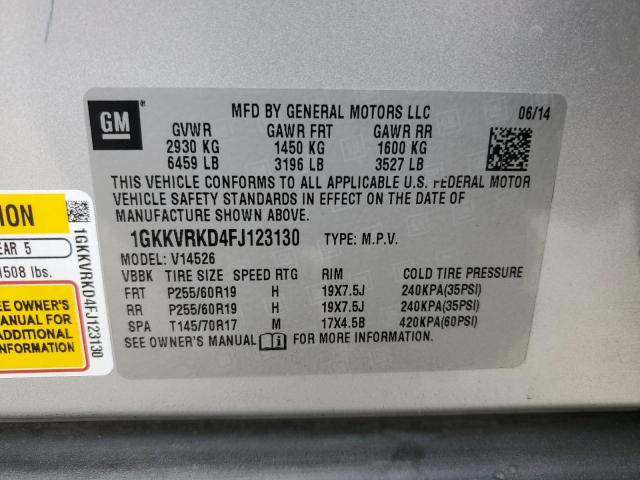 GM
MFD BY GENERAL MOTORS LLC 06/14
GVWR GAWR FRT GAWR RR
2930 KG 1450 KG 1600 KG
6459 LB 3196 LB 3527 LB
THIS VEHICLE CONFORMS TO ALL APPLICABLE U.S. FEDERAL MOTOR
VEHICLE SAFETY STANDARDS IN EFFECT ON THE DATE OF
MANUFACTURE SHOWN ABOVE.
1GKKVRKD4FJ123130 TYPE: M.P.V.
MODEL: V14526
VBBK TIRE SIZE SPEED RTG RIM COLD TIRE PRESSURE
FRT P255/60R19 H 19X7.5J 240KPA(35PSI)
RR P255/60R19 H 19X7.5J 240KPA(35PSI)
SPA T145/70R17 M 17X4.5B 420KPA(60PSI)
SEE OWNER'S MANUAL i FOR MORE INFORMATION.
ION
EAR 5
1508 lbs.
SEE OWNER'S
MANUAL FOR
ADDITIONAL
INFORMATION
1GKKVRKD4FJ123130